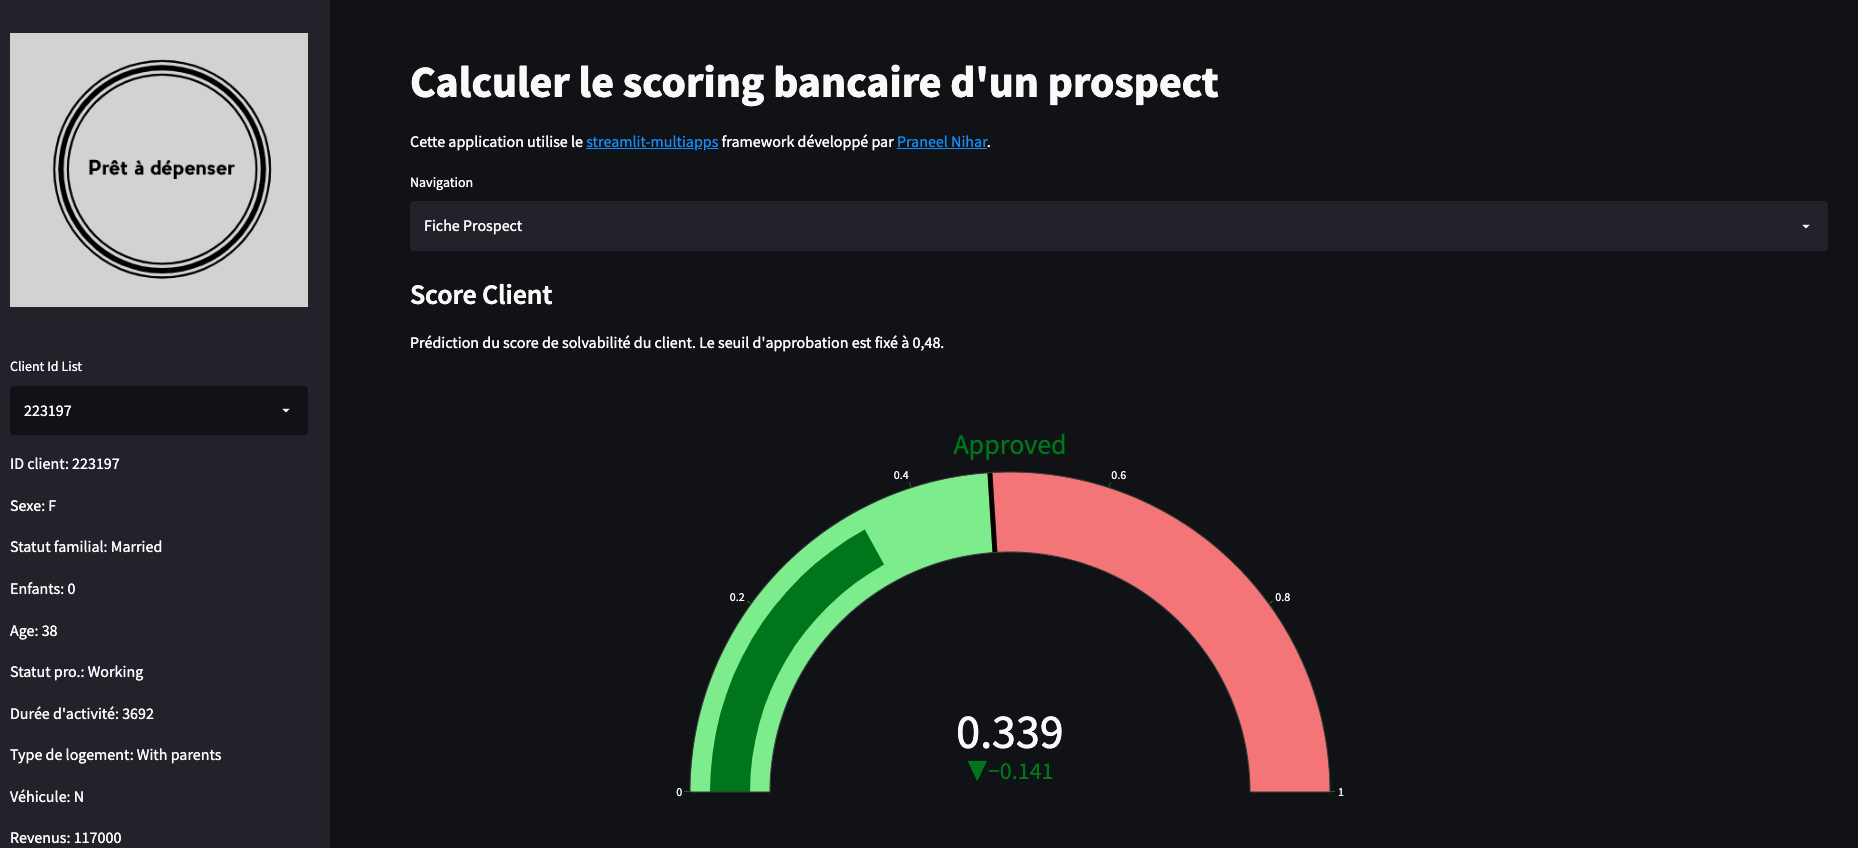 Prêt à dépenser
Client Id List
223197
ID client: 223197
Sexe: F
Statut familial: Married
Enfants: 0
Age: 38
Statut pro.: Working
Durée d'activité: 3692
Type de logement: With parents
Véhicule: N
Revenus: 117000
Calculer le scoring bancaire d'un prospect
Cette application utilise le streamlit-multiapps framework développé par Praneel Nihar.
Navigation
Fiche Prospect
Score Client
Prédiction du score de solvabilité du client. Le seuil d'approbation est fixé à 0,48.
Approved
0.4
0.6
0.2
0.8
0.339
▼−0.141
0
1